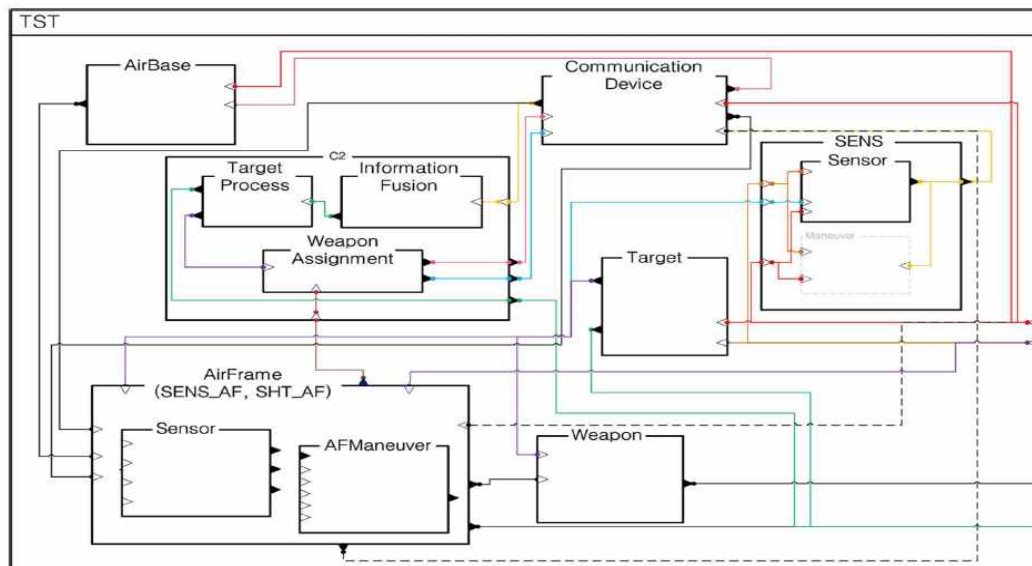 TST
AirBase
Communication
Device
C2
Target
Process
Information
Fusion
Weapon
Assignment
SENS
Sensor
Maneuver
Target
AirFrame
(SENS_AF, SHT_AF)
Sensor
AFManeuver
Weapon